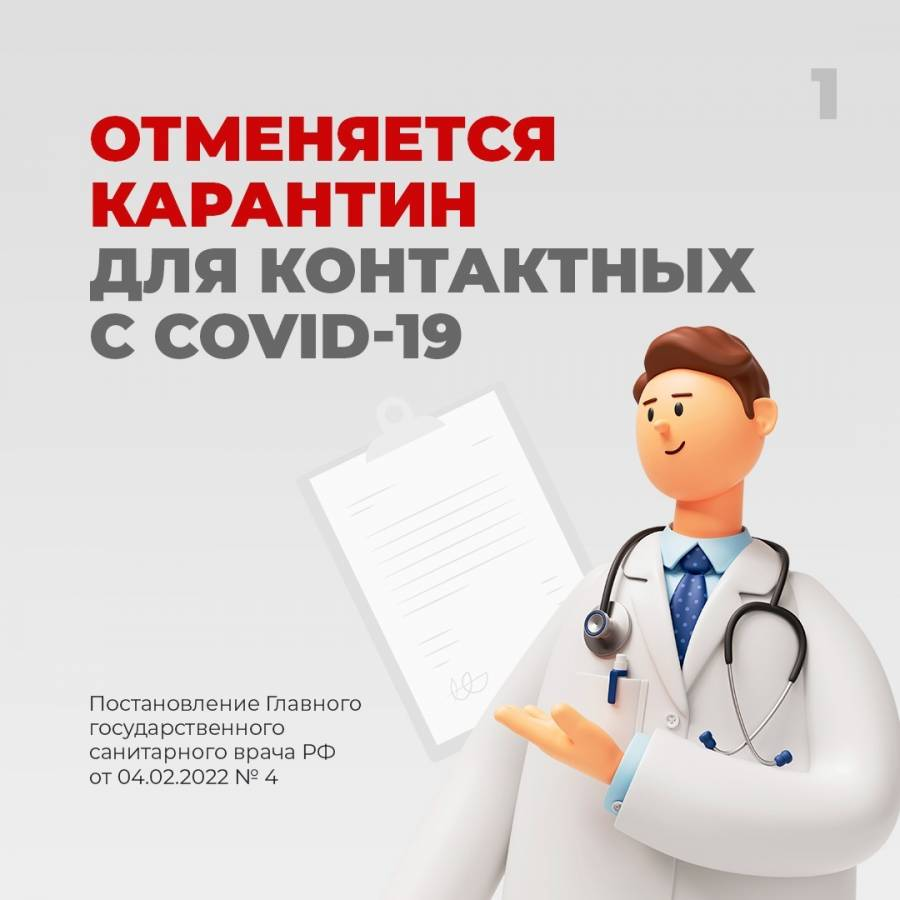 1
ОТМЕНЯЕТСЯ
КАРАНТИН
ДЛЯ КОНТАКТНЫХ
С COVID-19
Постановление Главного
государственного
санитарного врача РФ
от 04.02.2022 № 4